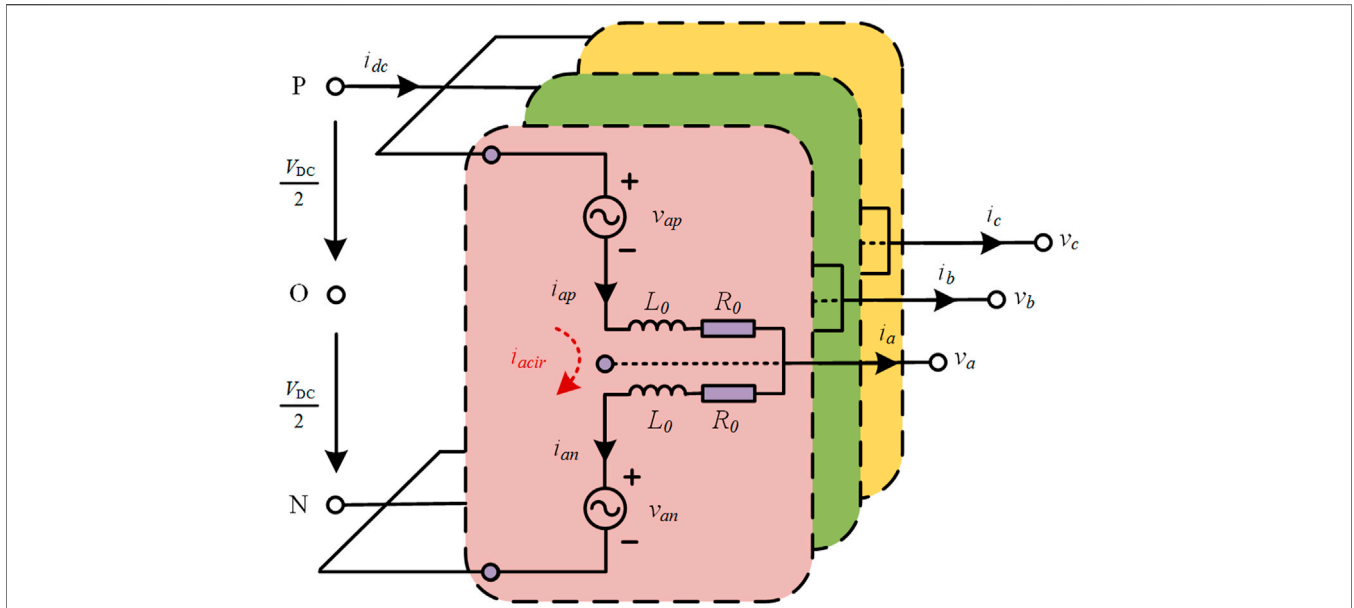 P
i_dc
V_DC
2
O
V_DC
2
N
+
v_ap
−
i_ap
L_0
R_0
i_acir
L_0
R_0
i_an
+
v_an
−
i_c
v_c
i_b
v_b
i_a
v_a